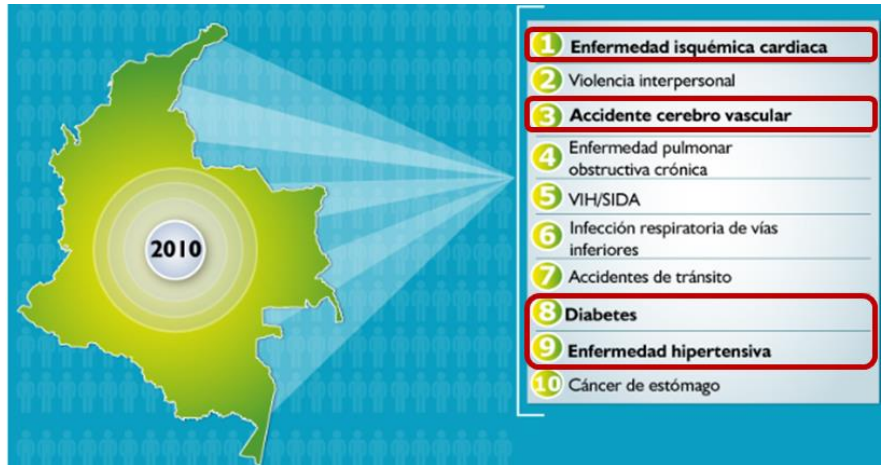 2010
1 Enfermedad isquémica cardiaca
2 Violencia interpersonal
3 Accidente cerebro vascular
4 Enfermedad pulmonar
obstructiva crónica
5 VIH/SIDA
6 Infección respiratoria de vías
inferiores
7 Accidentes de tránsito
8 Diabetes
9 Enfermedad hipertensiva
10 Cáncer de estómago